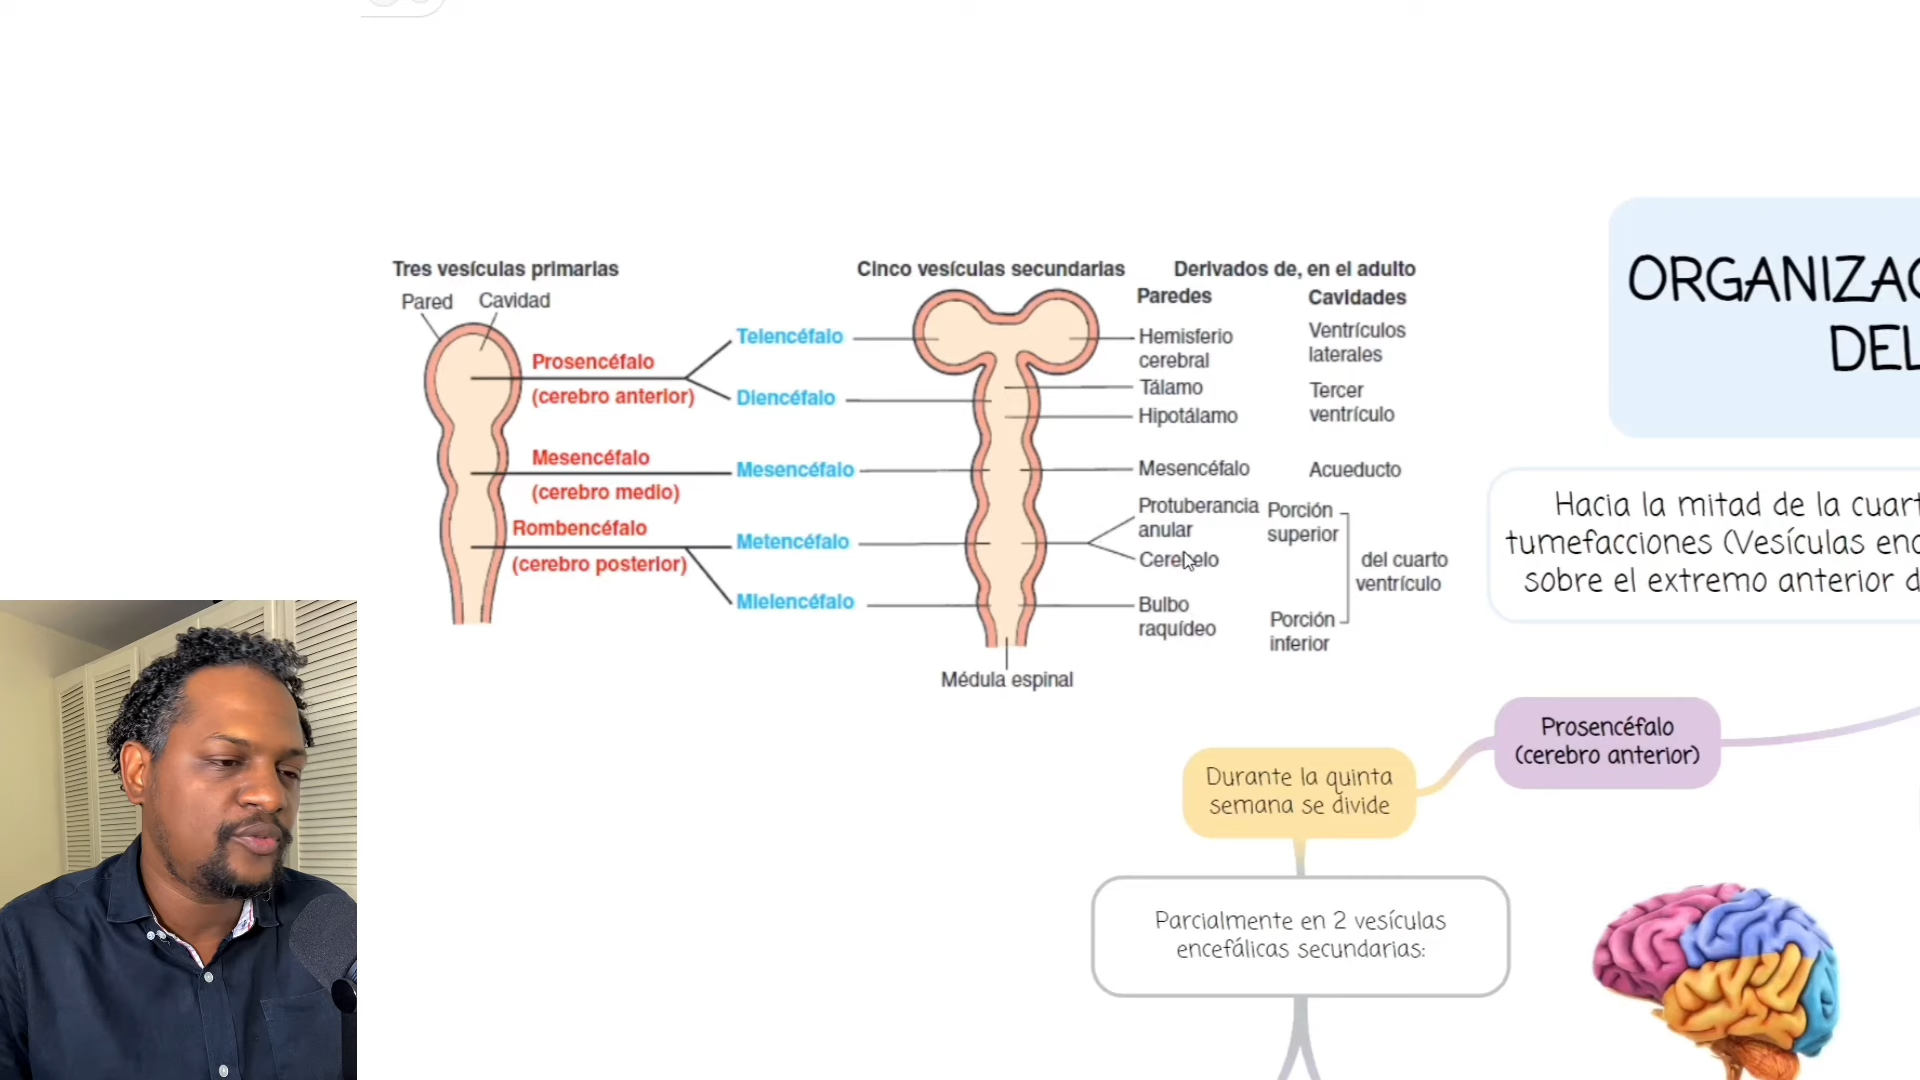 Tres vesículas primarias
Pared
Cavidad
Prosencéfalo
(cerebro anterior)
Mesencéfalo
(cerebro medio)
Rombencéfalo
(cerebro posterior)
Telencéfalo
Diencéfalo
Mesencéfalo
Metencéfalo
Mielencéfalo
Cinco vesículas secundarias
Médula espinal
Derivados de, en el adulto
Paredes
Cavidades
Hemisferio
cerebral
Ventrículos
laterales
Tálamo
Hipotálamo
Tercer
ventrículo
Mesencéfalo
Acueducto
Protuberancia
anular
Cerebelo
Porción
superior
del cuarto
ventrículo
Bulbo
raquídeo
Porción
inferior
ORGANIZAC
DEL
Hacia la mitad de la cuart
tumefacciones (Vesículas enc
sobre el extremo anterior d
Prosencéfalo
(cerebro anterior)
Durante la quinta
semana se divide
Parcialmente en 2 vesículas
encefálicas secundarias: